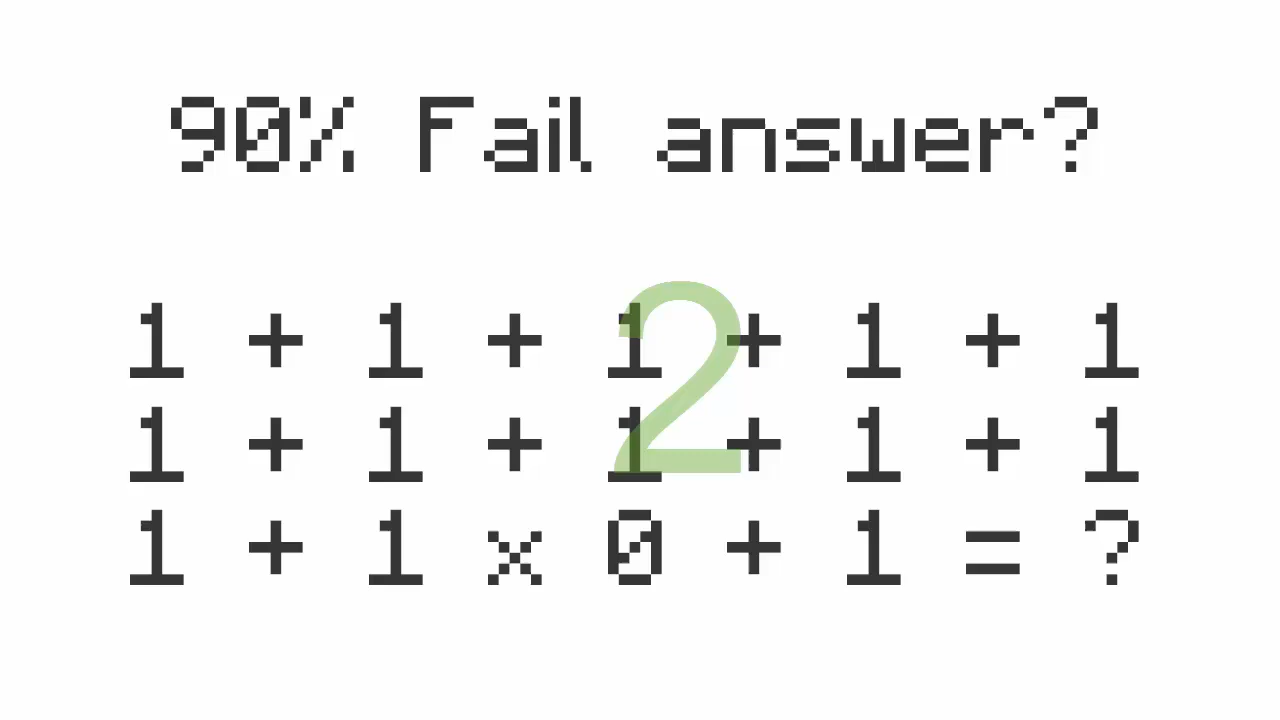 90% Fail answer?
1 + 1 + 1 + 1 + 1
1 + 1 + 1 + 1 + 1
1 + 1 x 0 + 1 = ?
2